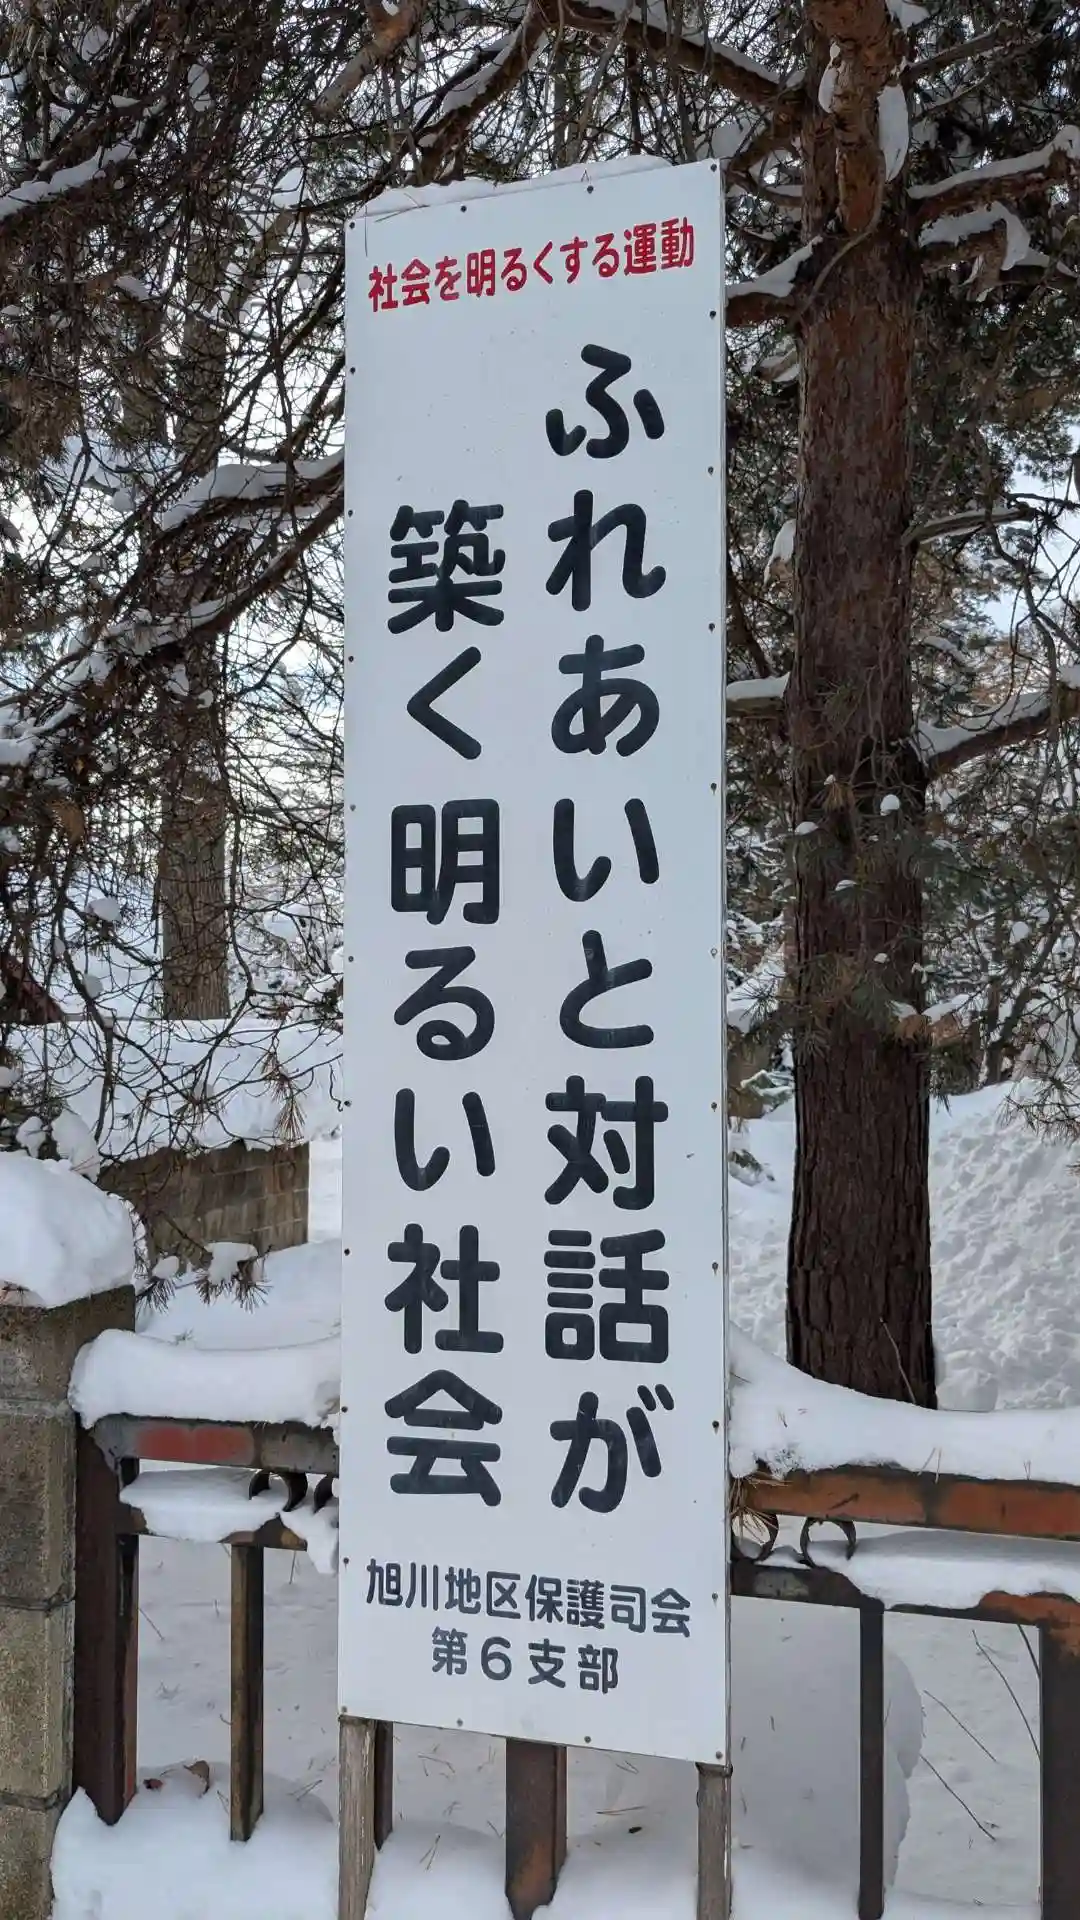 社会を明るくする運動
ふれあいと対話が
築く明るい社会
旭川地区保護司会
第6支部